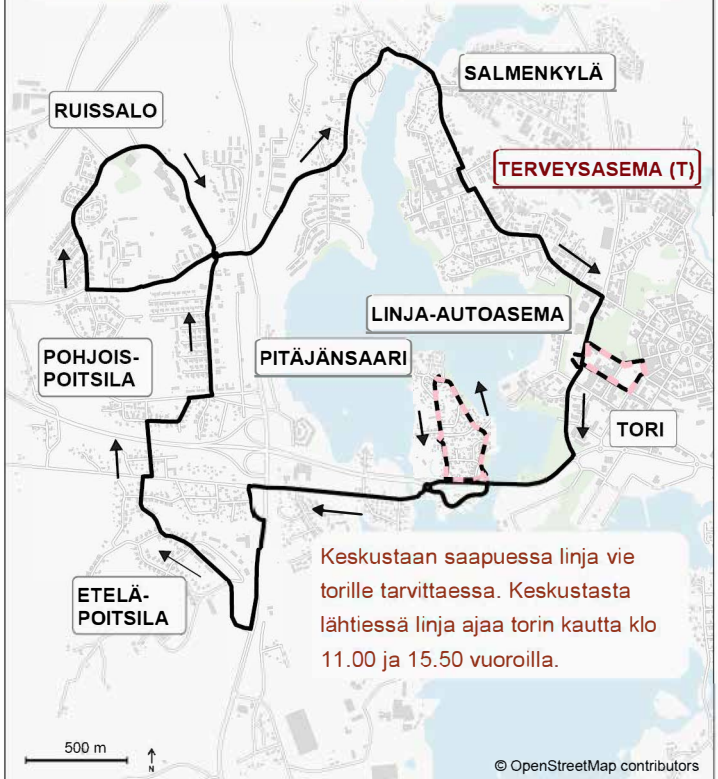 SALMENKYLÄ
RUISSALO
TERVEYSASEMA (T)
LINJA-AUTOASEMA
POHJOIS-
POITSILA
PITÄJÄNSAARI
TORI
Keskustaan saapuessa linja vie
torille tarvittaessa. Keskustasta
lähtiessä linja ajaa torin kautta klo
11.00 ja 15.50 vuoroilla.
ETELÄ-
POITSILA
500 m
N
© OpenStreetMap contributors